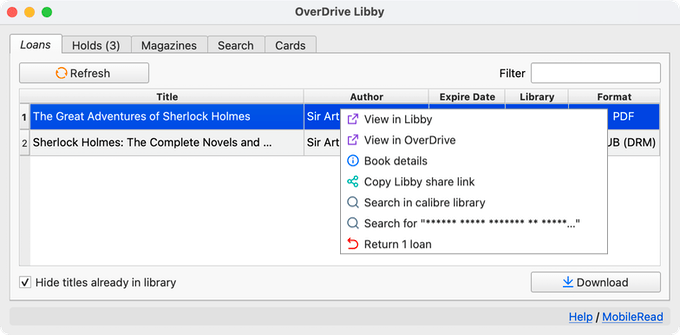 OverDrive Libby
Loans Holds (3) Magazines Search Cards
Refresh Filter
Title Author Expire Date Library Format
1 The Great Adventures of Sherlock Holmes Sir Art PDF
2 Sherlock Holmes: The Complete Novels and ... Sir Art UB (DRM)
View in Libby
View in OverDrive
Book details
Copy Libby share link
Search in calibre library
Search for "****** ***** ******* ** *****..."
Return 1 loan
Hide titles already in library Download
Help / MobileRead